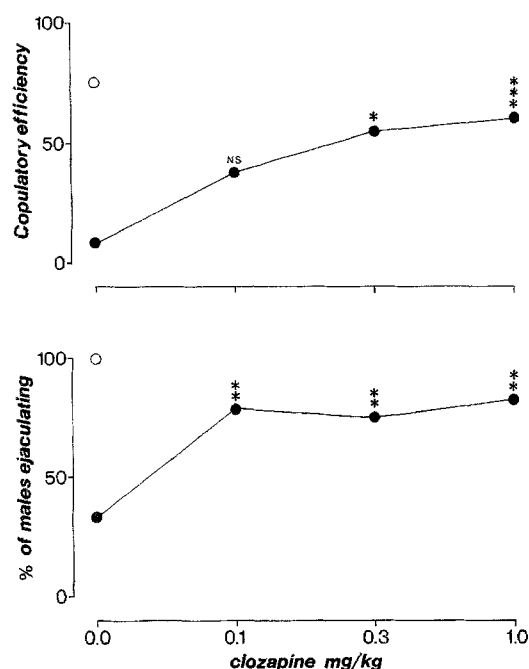 Copulatory efficiency
100
50
0
NS
*
***
% of males ejaculating
100
50
0
**
**
**
0.0 0.1 0.3 1.0
clozapine mg/kg